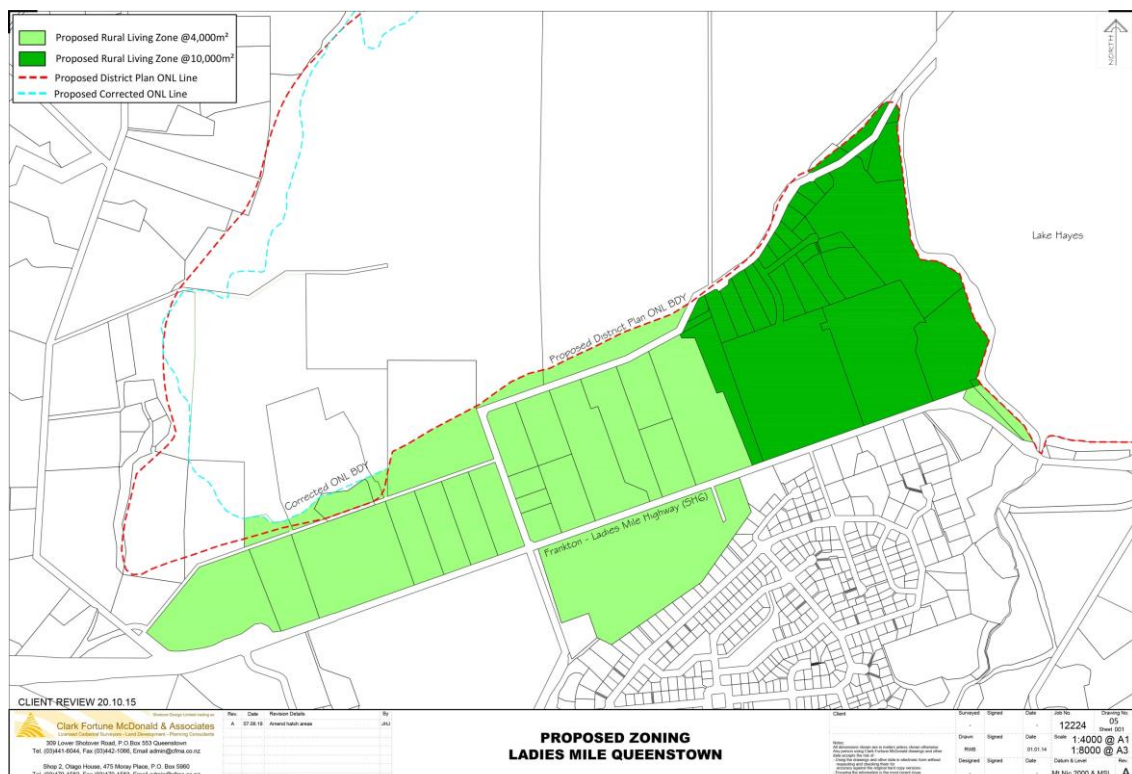 Proposed Rural Living Zone @4,000m²
Proposed Rural Living Zone @10,000m²
Proposed District Plan ONL Line
Proposed Corrected ONL Line
NORTH
Lake Hayes
Proposed District Plan ONL BDY
Corrected ONL BDY
Frankton - Ladies Mile Highway (SH6)
CLIENT REVIEW 20.10.15
Clark Fortune McDonald & Associates
Licensed Cadastral Surveyors - Land Development - Planning Consultants
309 Lower Shotover Road, P.O.Box 553 Queenstown
Tel. (03)441-6044, Fax (03)442-1066, Email admin@cfma.co.nz
Shop 2, Otago House, 475 Moray Place, P.O. Box 5960
Rev. Date Revision Details By
A Amend hatch areas
PROPOSED ZONING
LADIES MILE QUEENSTOWN
Client
Notes:
Surveyed Signed Date Job No. Drawing No.
12224 05
Sheet 001
Drawn Signed Date Scale 1:4000 @ A1
01.01.14 1:8000 @ A3
Designed Signed Date Datum & Level Rev.
A